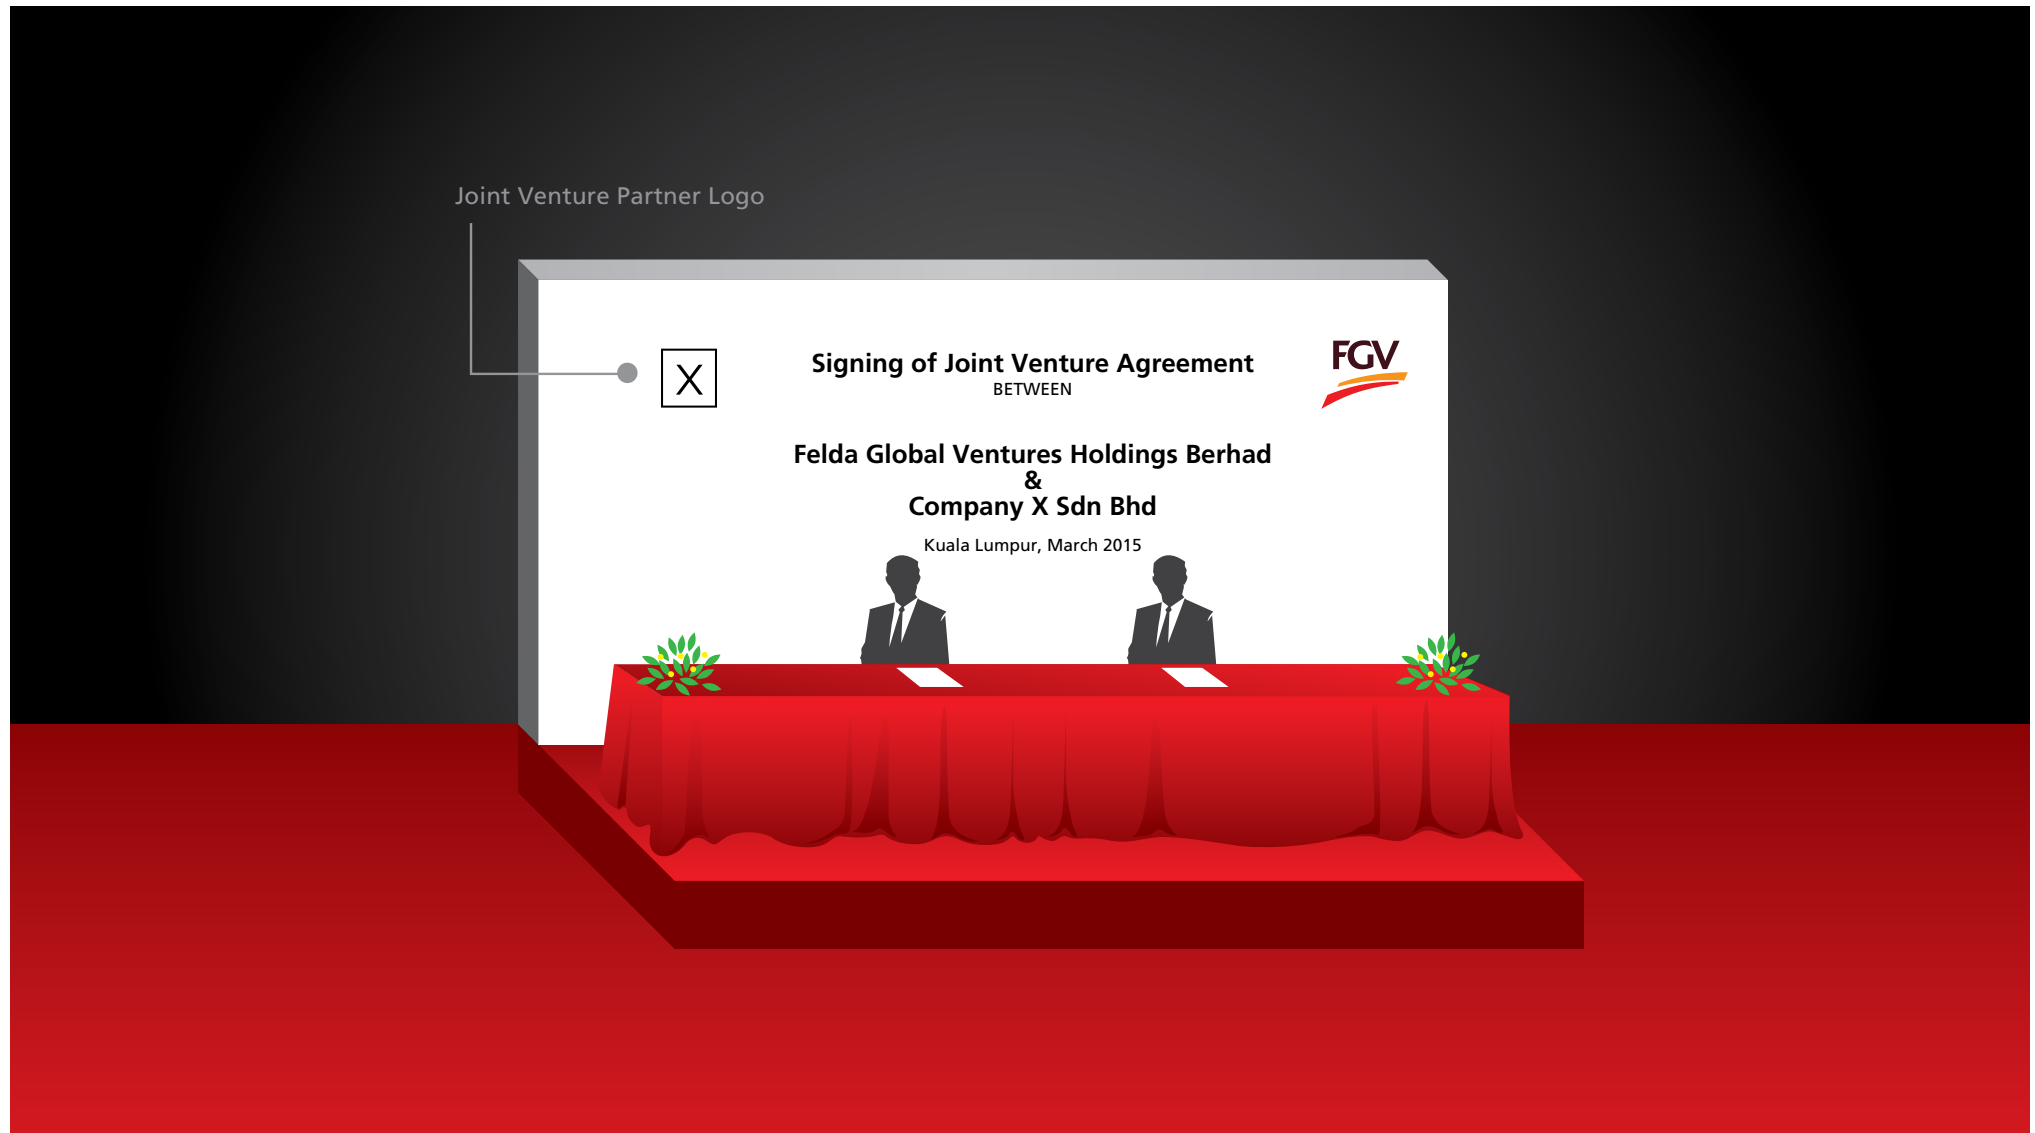 Joint Venture Partner Logo
X
Signing of Joint Venture Agreement
BETWEEN
FGV
Felda Global Ventures Holdings Berhad
&
Company X Sdn Bhd
Kuala Lumpur, March 2015